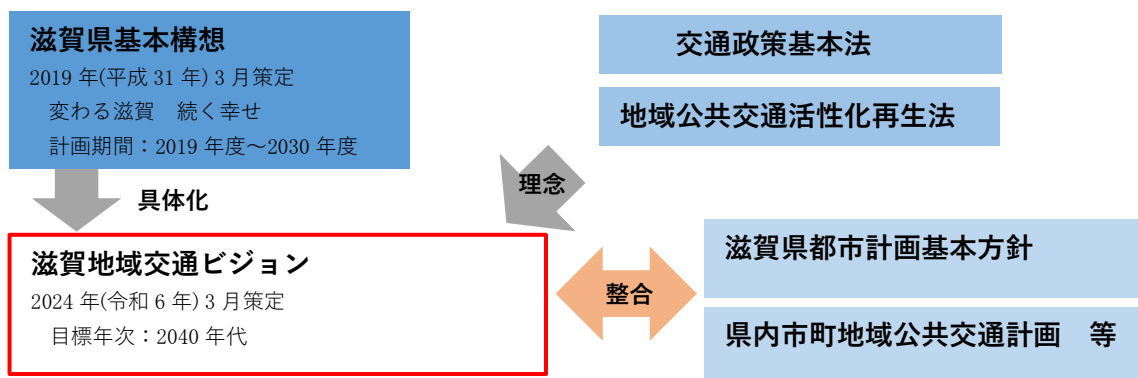 滋賀県基本構想
2019 年(平成 31 年) 3 月策定
変わる滋賀　続く幸せ
計画期間：2019 年度～2030 年度
交通政策基本法
地域公共交通活性化再生法
具体化
理念
滋賀地域交通ビジョン
2024 年(令和 6 年) 3 月策定
目標年次：2040 年代
整合
滋賀県都市計画基本方針
県内市町地域公共交通計画　等